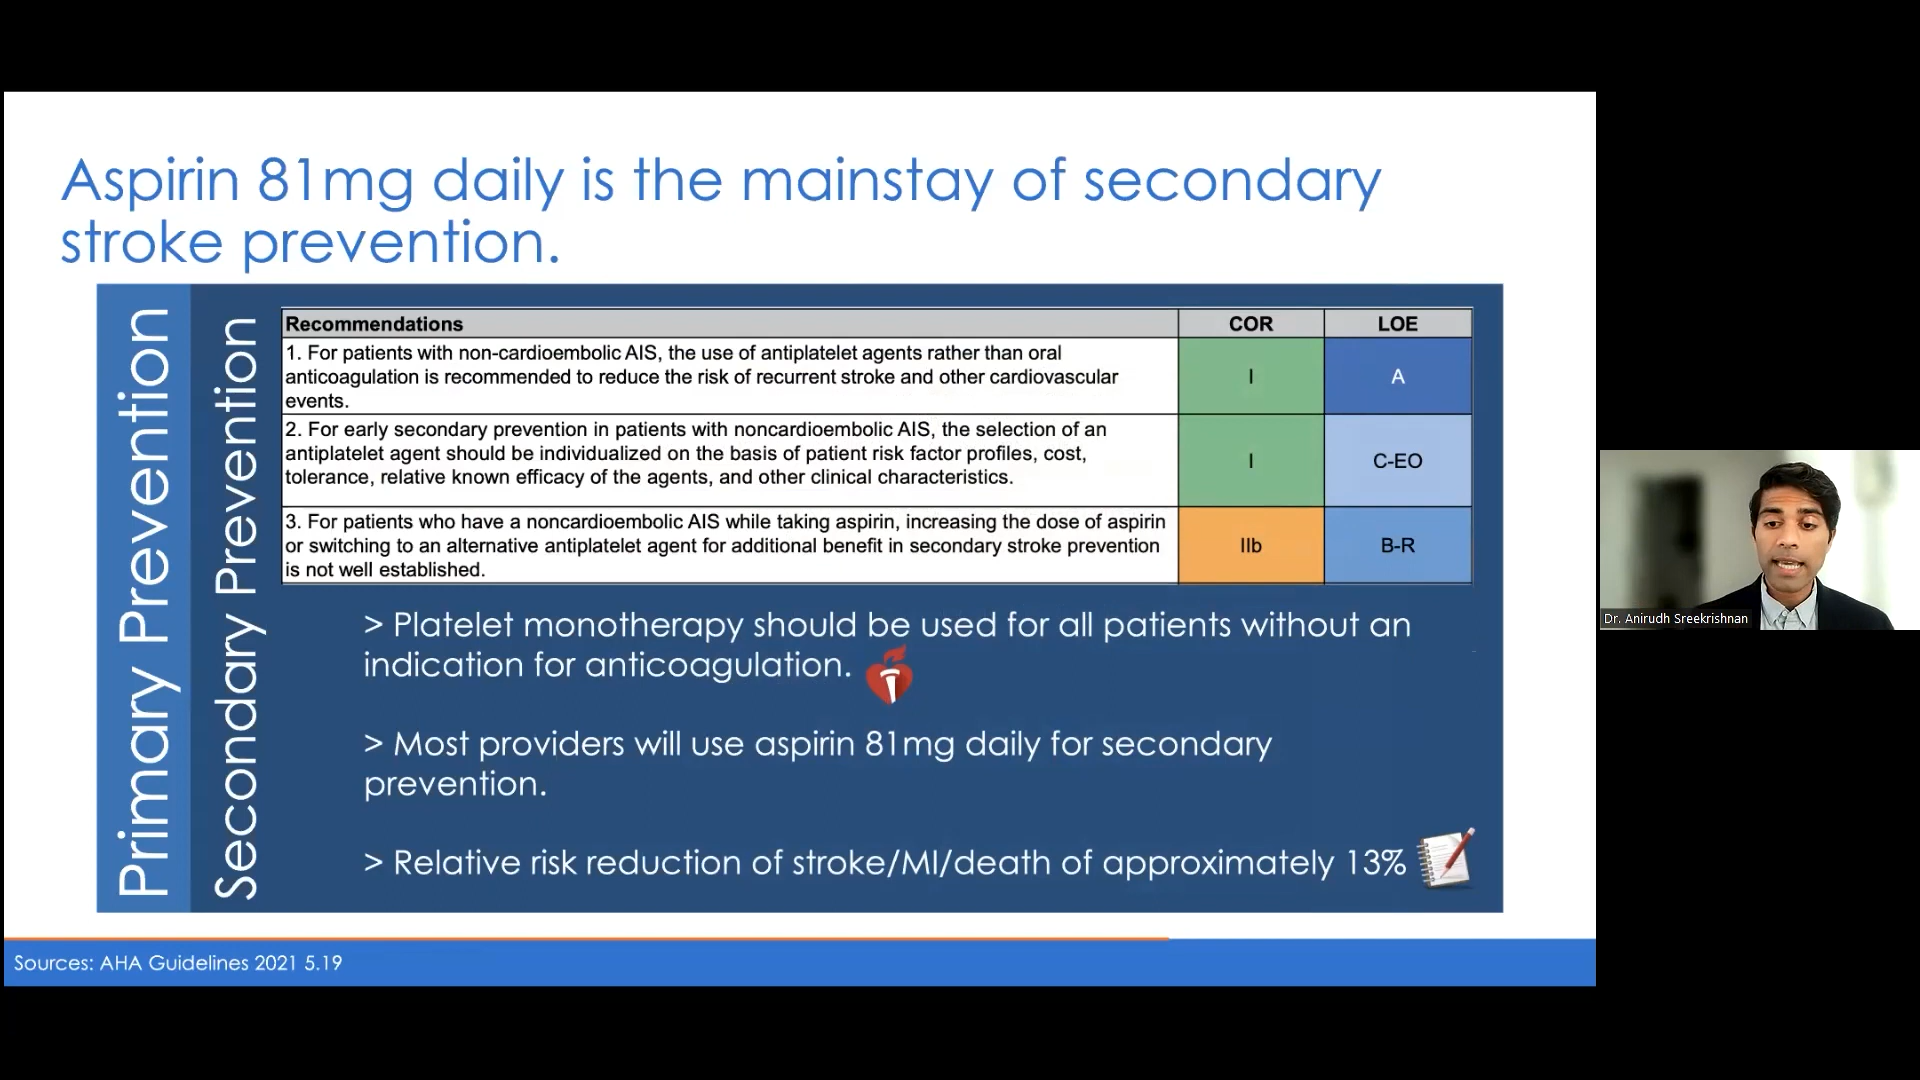 Aspirin 81mg daily is the mainstay of secondary
stroke prevention.
Primary Prevention
Secondary Prevention
Recommendations COR LOE
1. For patients with non-cardioembolic AIS, the use of antiplatelet agents rather than oral
anticoagulation is recommended to reduce the risk of recurrent stroke and other cardiovascular
events.
I A
2. For early secondary prevention in patients with noncardioembolic AIS, the selection of an
antiplatelet agent should be individualized on the basis of patient risk factor profiles, cost,
tolerance, relative known efficacy of the agents, and other clinical characteristics.
I C-EO
3. For patients who have a noncardioembolic AIS while taking aspirin, increasing the dose of aspirin
or switching to an alternative antiplatelet agent for additional benefit in secondary stroke prevention
is not well established.
IIb B-R
> Platelet monotherapy should be used for all patients without an
indication for anticoagulation.
> Most providers will use aspirin 81mg daily for secondary
prevention.
> Relative risk reduction of stroke/MI/death of approximately 13%
Sources: AHA Guidelines 2021 5.19
Dr. Anirudh Sreekrishnan